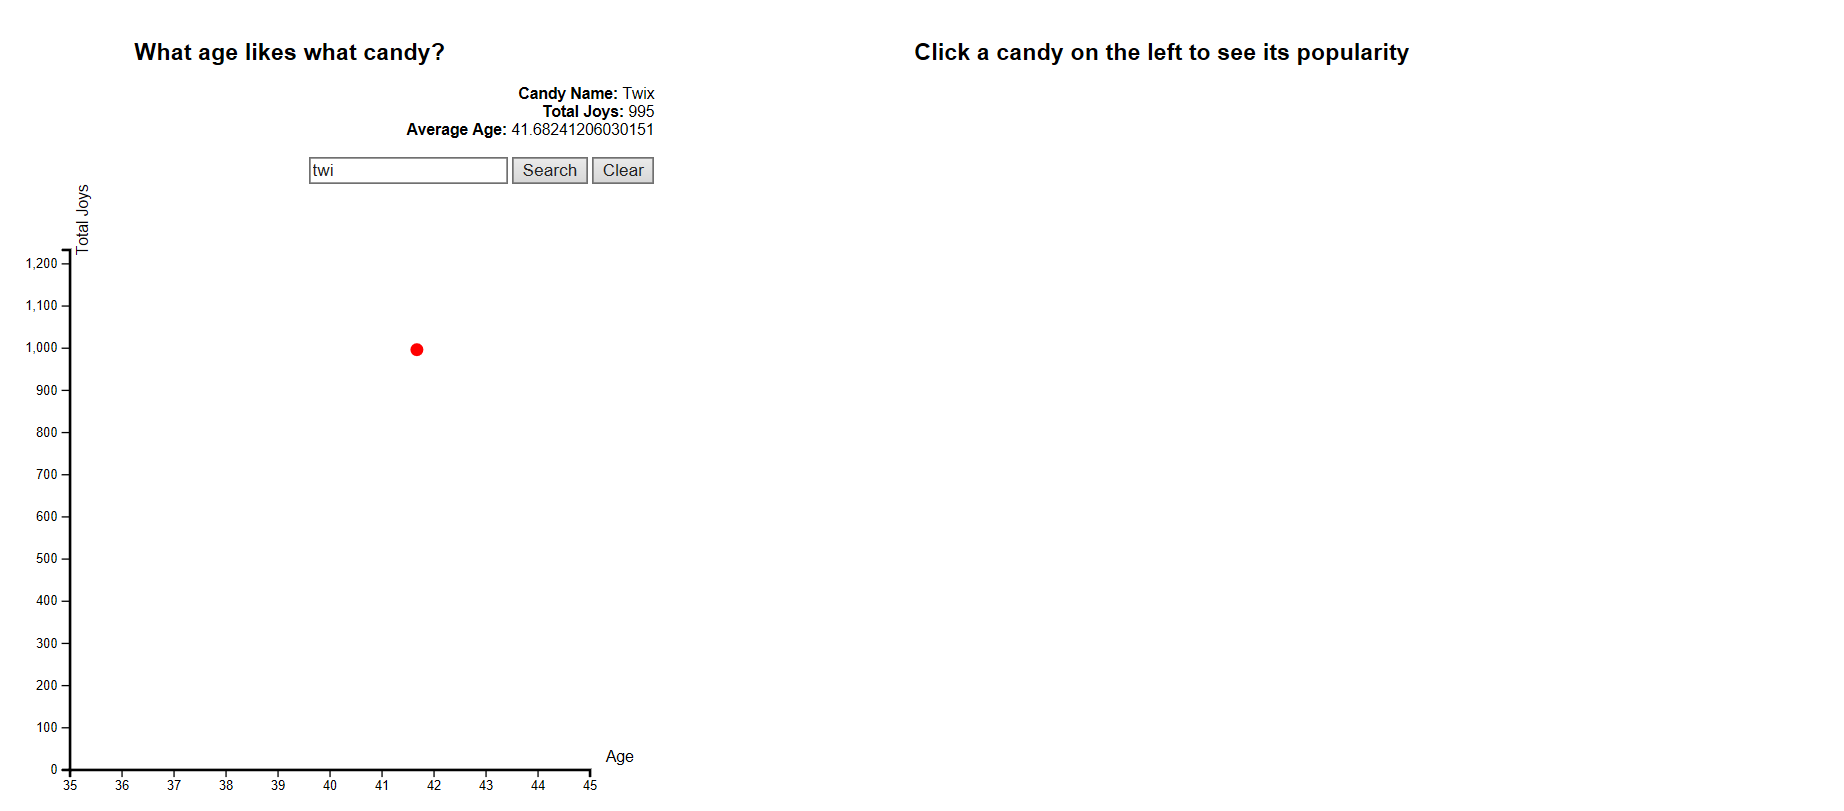 What age likes what candy?
Click a candy on the left to see its popularity
Candy Name: Twix
Total Joys: 995
Average Age: 41.68241206030151
twi Search Clear
Total Joys
1,200
1,100
1,000
900
800
700
600
500
400
300
200
100
0
Age
35 36 37 38 39 40 41 42 43 44 45